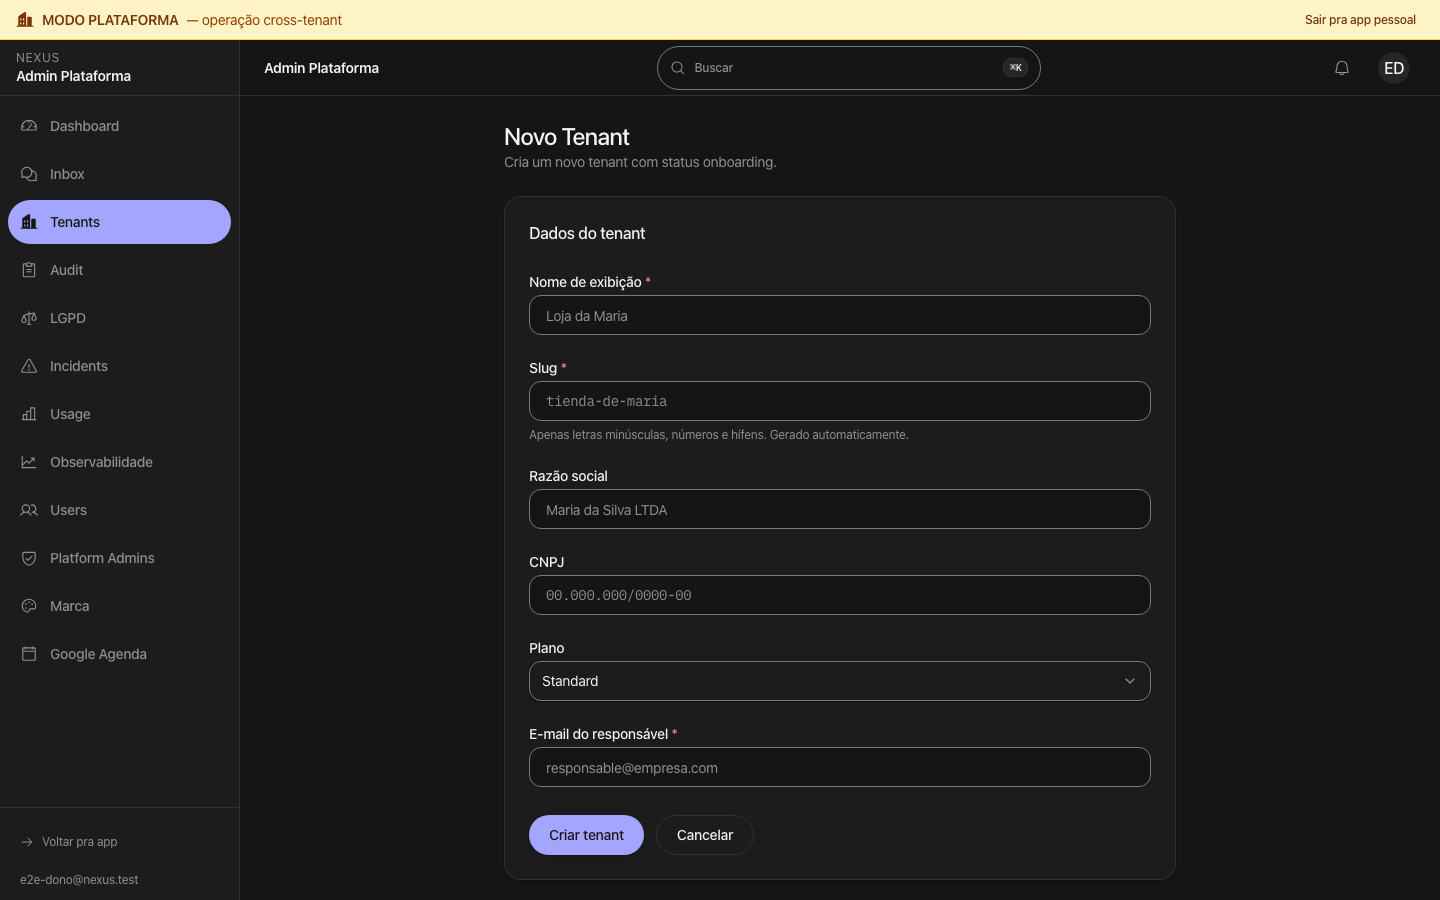 MODO PLATAFORMA — operação cross-tenant
Sair pra app pessoal
NEXUS
Admin Plataforma
Admin Plataforma
Buscar
⌘K
ED
Dashboard
Inbox
Tenants
Audit
LGPD
Incidents
Usage
Observabilidade
Users
Platform Admins
Marca
Google Agenda
Voltar pra app
e2e-dono@nexus.test
Novo Tenant
Cria um novo tenant com status onboarding.
Dados do tenant
Nome de exibição *
Loja da Maria
Slug *
tienda-de-maria
Apenas letras minúsculas, números e hífens. Gerado automaticamente.
Razão social
Maria da Silva LTDA
CNPJ
00.000.000/0000-00
Plano
Standard
E-mail do responsável *
responsable@empresa.com
Criar tenant
Cancelar